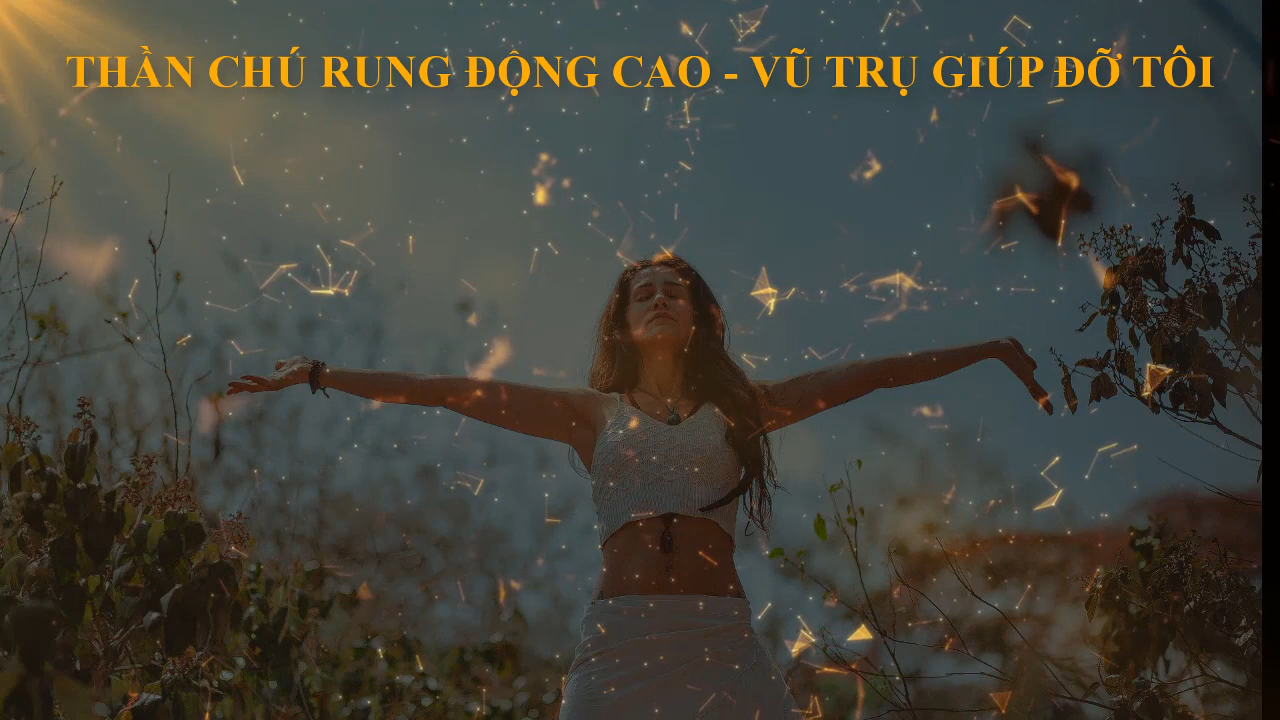 THẦN CHÚ RUNG ĐỘNG CAO - VŨ TRỤ GIÚP ĐỠ TÔI